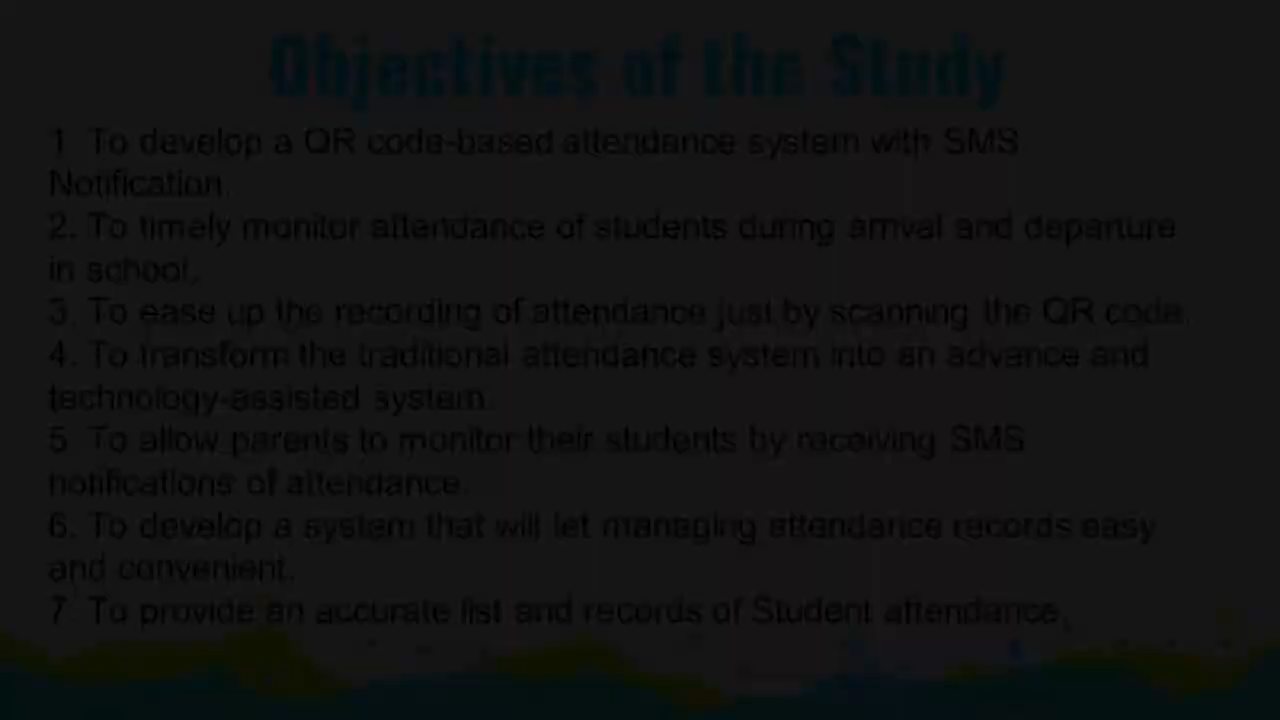 Objectives of the Study
1. To develop a QR code-based attendance system with SMS
Notification.
2. To timely monitor attendance of students during arrival and departure
in school.
3. To ease up the recording of attendance just by scanning the QR code.
4. To transform the traditional attendance system into an advance and
technology-assisted system.
5. To allow parents to monitor their students by receiving SMS
notifications of attendance.
6. To develop a system that will let managing attendance records easy
and convenient.
7. To provide an accurate list and records of Student attendance.